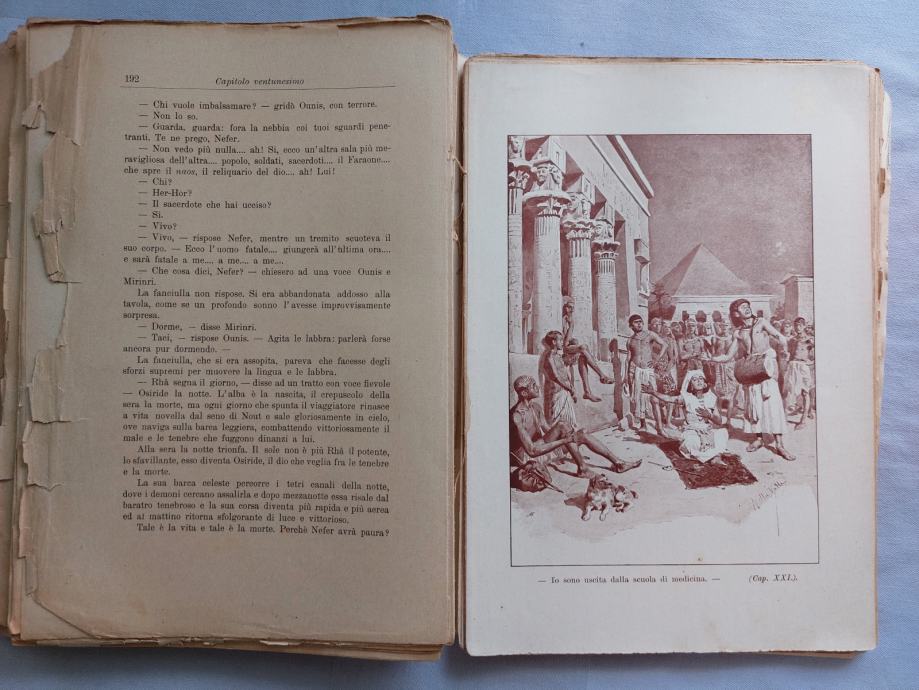 192
Capitolo ventunesimo
— Chi vuole imbalsamare? — gridò Ounis, con terrore.
— Non lo so.
— Guarda, guarda: fora la nebbia coi tuoi sguardi pene-
tranti. Te ne prego, Nefer.
— Non vedo più nulla.... ah! Si, ecco un'altra sala più me-
ravigliosa dell'altra.... popolo, soldati, sacerdoti.... il Faraone....
che apre il naos, il reliquario del dio.... ah! Lui!
— Chi?
— Her-Hor?
— Il sacerdote che hai ucciso?
— Si.
— Vivo?
— Vivo, — rispose Nefer, mentre un tremito scuoteva il
suo corpo. — Ecco l'uomo fatale.... giungerà all'ultima ora....
e sarà fatale a me.... a me.... a me....
— Che cosa dici, Nefer? — chiesero ad una voce Ounis e
Mirinri.
La fanciulla non rispose. Si era abbandonata addosso alla
tavola, come se un profondo sonno l'avesse improvvisamente
sorpresa.
— Dorme, — disse Mirinri.
— Taci, — rispose Ounis. — Agita le labbra: parlerà forse
ancora pur dormendo. —
La fanciulla, che si era assopita, pareva che facesse degli
sforzi supremi per muovere la lingua e le labbra.
— Rhâ segna il giorno, — disse ad un tratto con voce fievole
— Osiride la notte. L'alba è la nascita, il crepuscolo della
sera la morte, ma ogni giorno che spunta il viaggiatore rinasce
a vita novella dal seno di Nout e sale gloriosamente in cielo,
ove naviga sulla barca leggiera, combattendo vittoriosamente il
male e le tenebre che fuggono dinanzi a lui.
Alla sera la notte trionfa. Il sole non è più Rhâ il potente,
lo sfavillante, esso diventa Osiride, il dio che veglia fra le tenebre
e la morte.
La sua barca celeste percorre i tetri canali della notte,
dove i demoni cercano assalirla e dopo mezzanotte essa risale dal
baratro tenebroso e la sua corsa diventa più rapida e più aerea
ed al mattino ritorna sfolgorante di luce e vittorioso.
Tale è la vita e tale è la morte. Perchè Nefer avrà paura?
— Io sono uscita dalla scuola di medicina. — (Cap. XXI.).